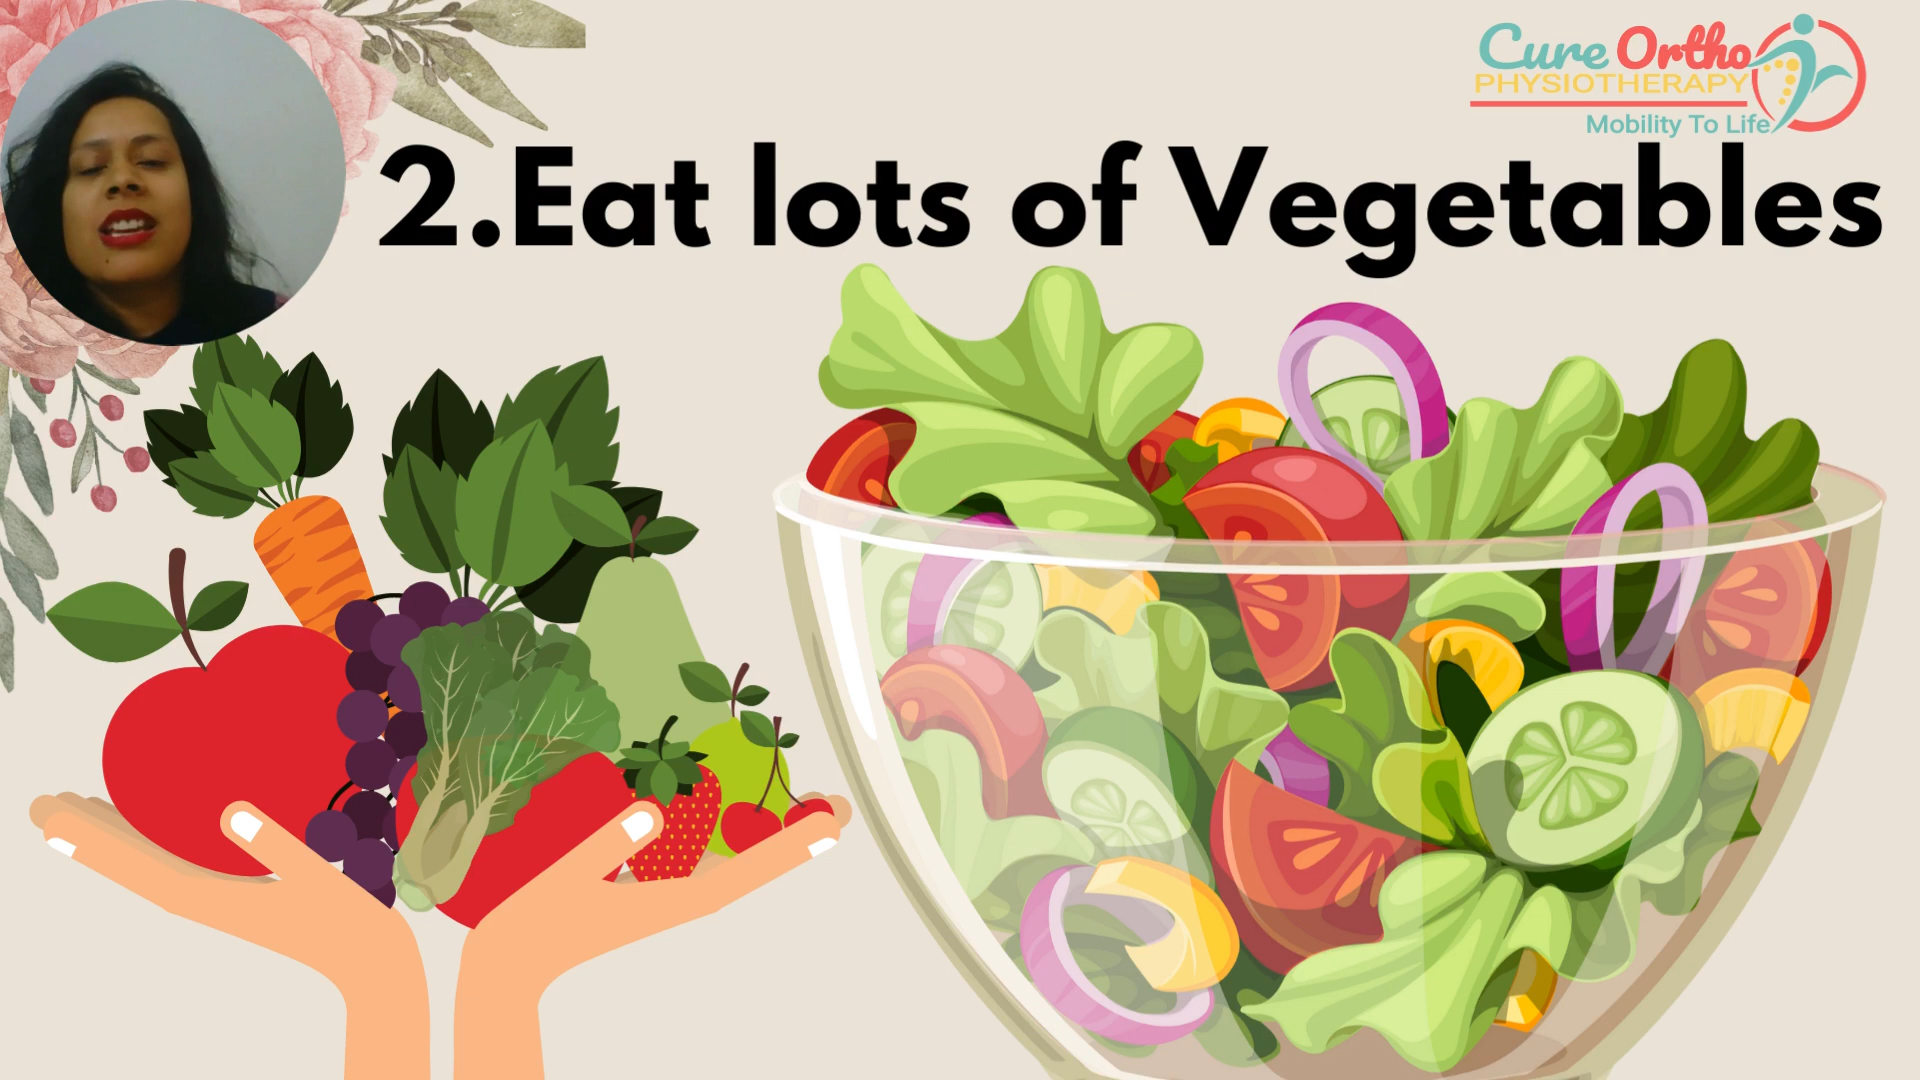 Cure Ortho
PHYSIOTHERAPY
Mobility To Life
2.Eat lots of Vegetables